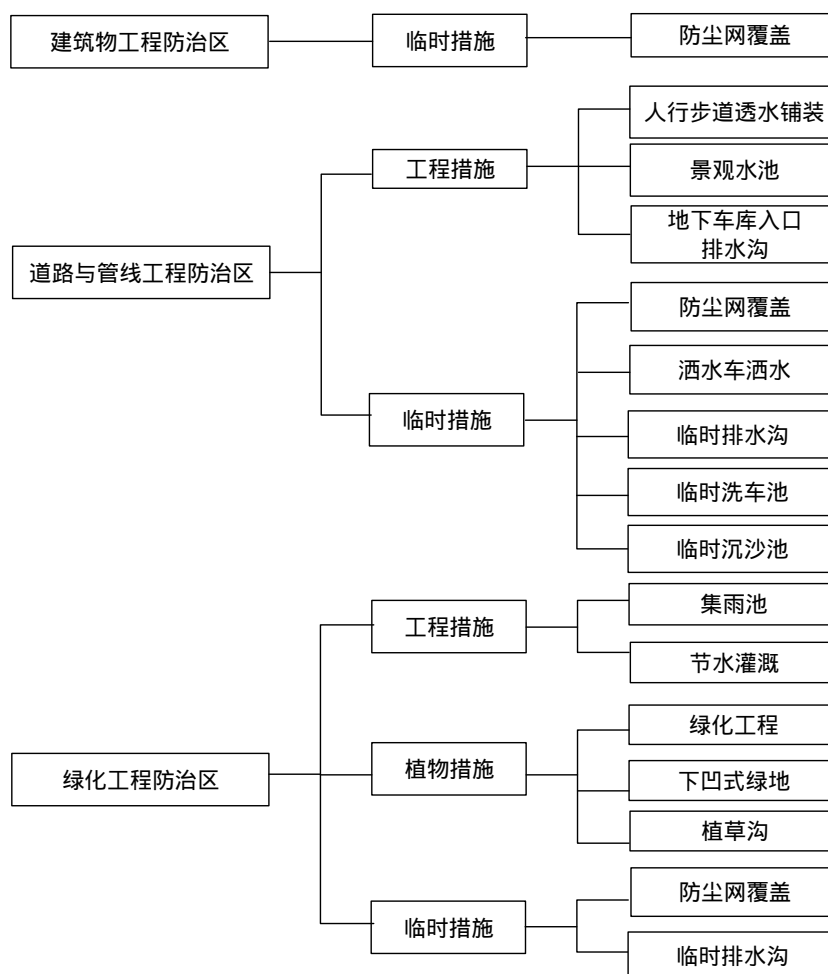 建筑物工程防治区
临时措施
防尘网覆盖
道路与管线工程防治区
工程措施
人行步道透水铺装
景观水池
地下车库入口
排水沟
临时措施
防尘网覆盖
洒水车洒水
临时排水沟
临时洗车池
临时沉沙池
绿化工程防治区
工程措施
集雨池
节水灌溉
植物措施
绿化工程
下凹式绿地
植草沟
临时措施
防尘网覆盖
临时排水沟